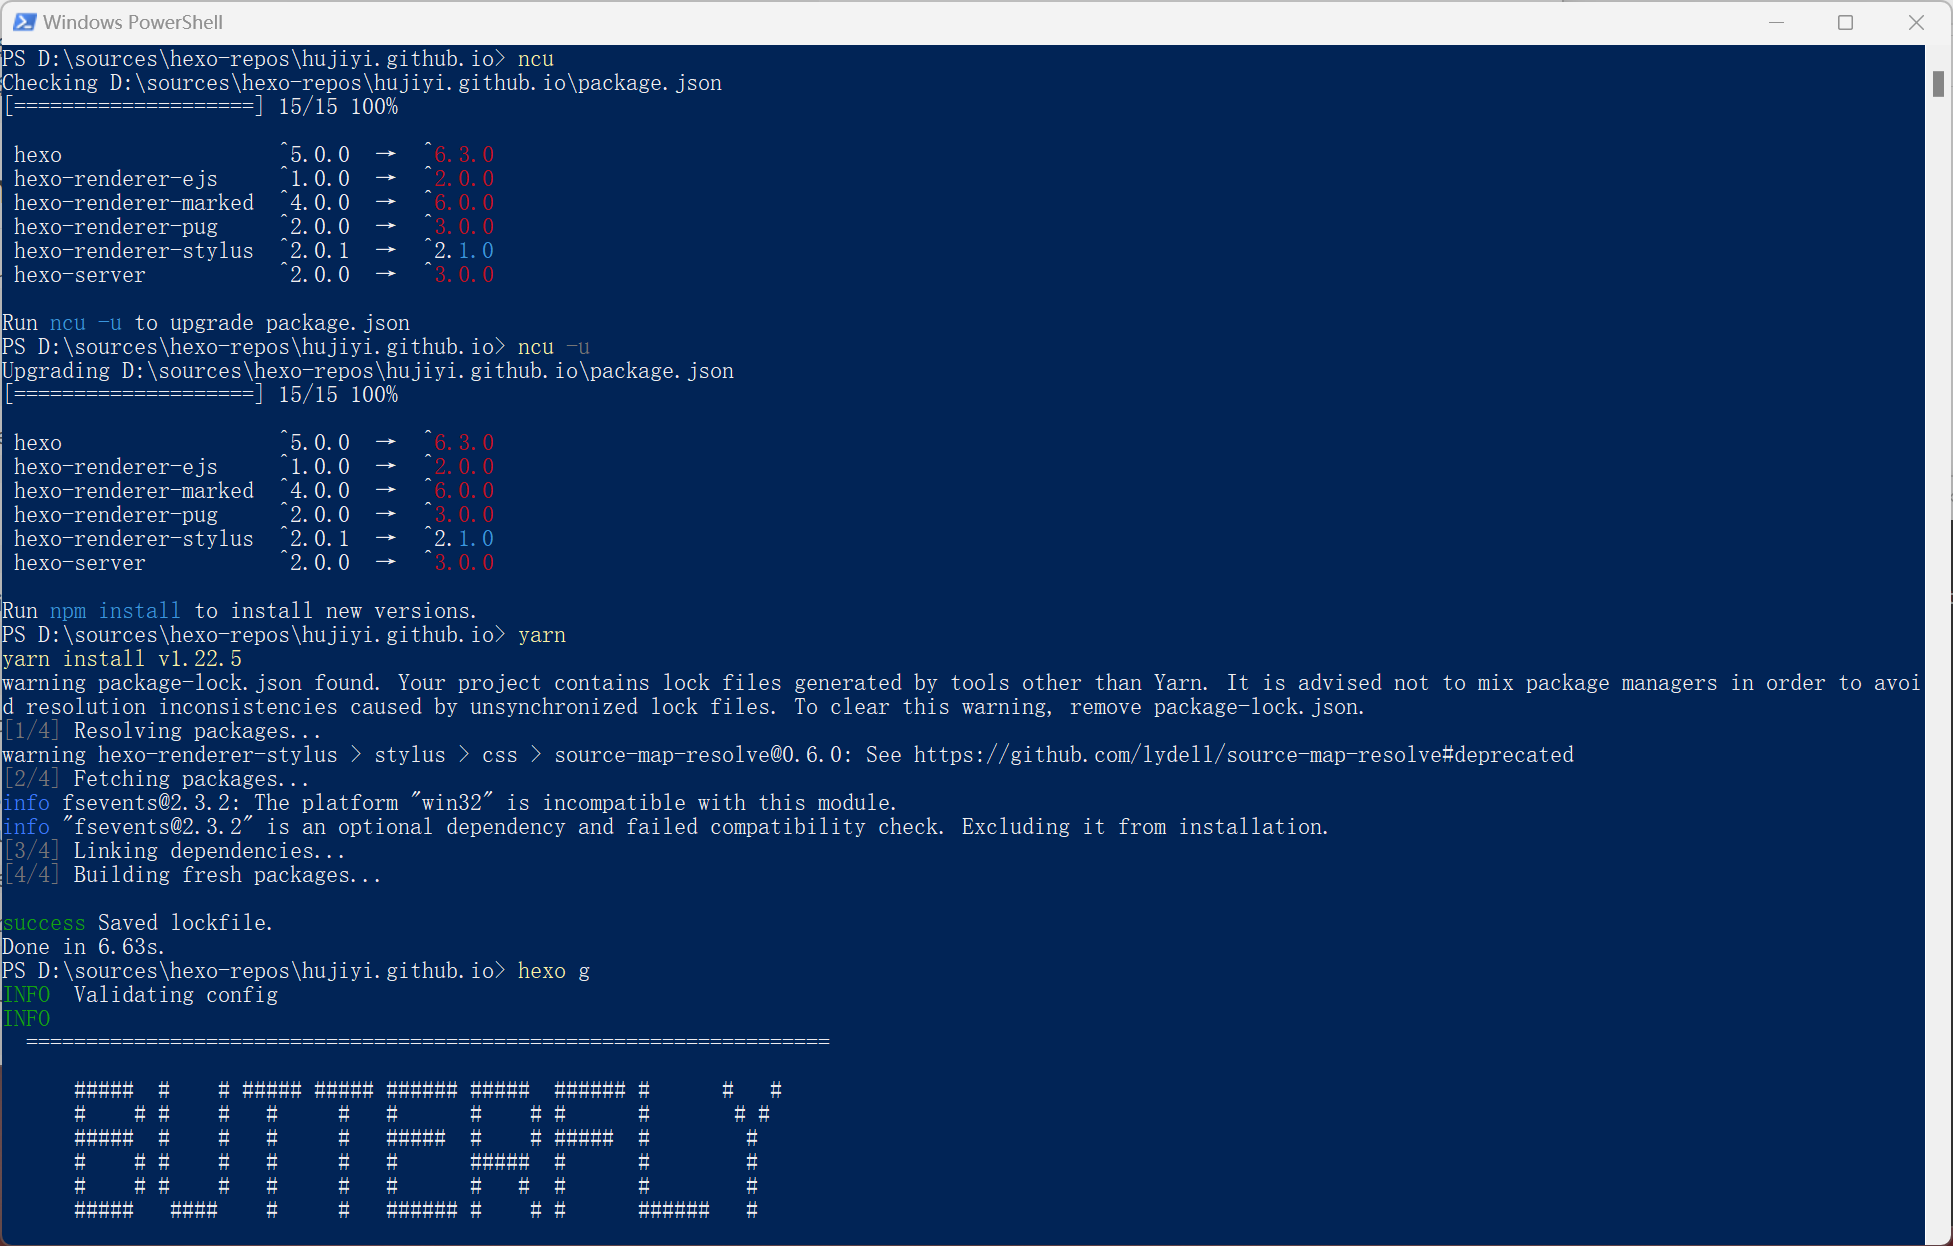 Windows PowerShell
PS D:\sources\hexo-repos\hujiyi.github.io> ncu
Checking D:\sources\hexo-repos\hujiyi.github.io\package.json
[====================] 15/15 100%
hexo ^5.0.0 → ^6.3.0
hexo-renderer-ejs ^1.0.0 → ^2.0.0
hexo-renderer-marked ^4.0.0 → ^6.0.0
hexo-renderer-pug ^2.0.0 → ^3.0.0
hexo-renderer-stylus ^2.0.1 → ^2.1.0
hexo-server ^2.0.0 → ^3.0.0
Run ncu -u to upgrade package.json
PS D:\sources\hexo-repos\hujiyi.github.io> ncu -u
Upgrading D:\sources\hexo-repos\hujiyi.github.io\package.json
[====================] 15/15 100%
hexo ^5.0.0 → ^6.3.0
hexo-renderer-ejs ^1.0.0 → ^2.0.0
hexo-renderer-marked ^4.0.0 → ^6.0.0
hexo-renderer-pug ^2.0.0 → ^3.0.0
hexo-renderer-stylus ^2.0.1 → ^2.1.0
hexo-server ^2.0.0 → ^3.0.0
Run npm install to install new versions.
PS D:\sources\hexo-repos\hujiyi.github.io> yarn
yarn install v1.22.5
warning package-lock.json found. Your project contains lock files generated by tools other than Yarn. It is advised not to mix package managers in order to avoi
d resolution inconsistencies caused by unsynchronized lock files. To clear this warning, remove package-lock.json.
[1/4] Resolving packages...
warning hexo-renderer-stylus > stylus > css > source-map-resolve@0.6.0: See https://github.com/lydell/source-map-resolve#deprecated
[2/4] Fetching packages...
info fsevents@2.3.2: The platform "win32" is incompatible with this module.
info "fsevents@2.3.2" is an optional dependency and failed compatibility check. Excluding it from installation.
[3/4] Linking dependencies...
[4/4] Building fresh packages...
success Saved lockfile.
Done in 6.63s.
PS D:\sources\hexo-repos\hujiyi.github.io> hexo g
INFO  Validating config
INFO
===================================================================
BUTTERFLY